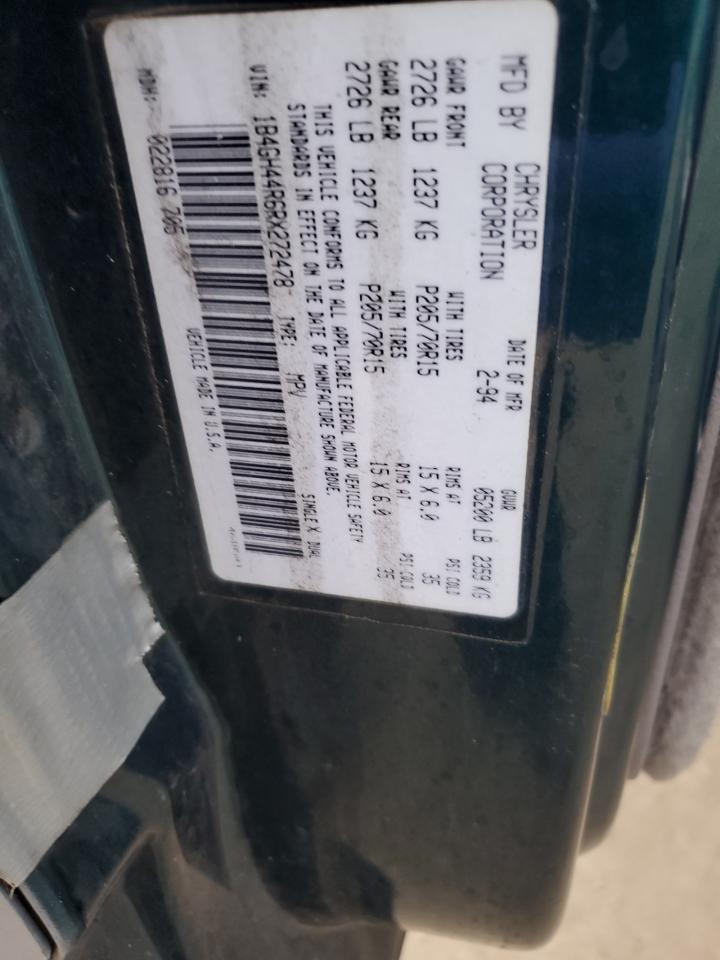 MFD BY CHRYSLER CORPORATION DATE OF MFR 2-94 GVWR 05200 LB 2359 KG
GAWR FRONT WITH TIRES RIMS AT PSI COLD
2726 LB 1237 KG P205/70R15 15 X 6.0 35
GAWR REAR WITH TIRES RIMS AT PSI-COLD
2726 LB 1237 KG P205/70R15 15 X 6.0 35
THIS VEHICLE CONFORMS TO ALL APPLICABLE FEDERAL MOTOR VEHICLE SAFETY
STANDARDS IN EFFECT ON THE DATE OF MANUFACTURE SHOWN ABOVE.
VIN: 1B4GH44R6RX272478 TYPE: MPV SINGLE X DUAL
MDH: 022816 705 VEHICLE MADE IN U.S.A.